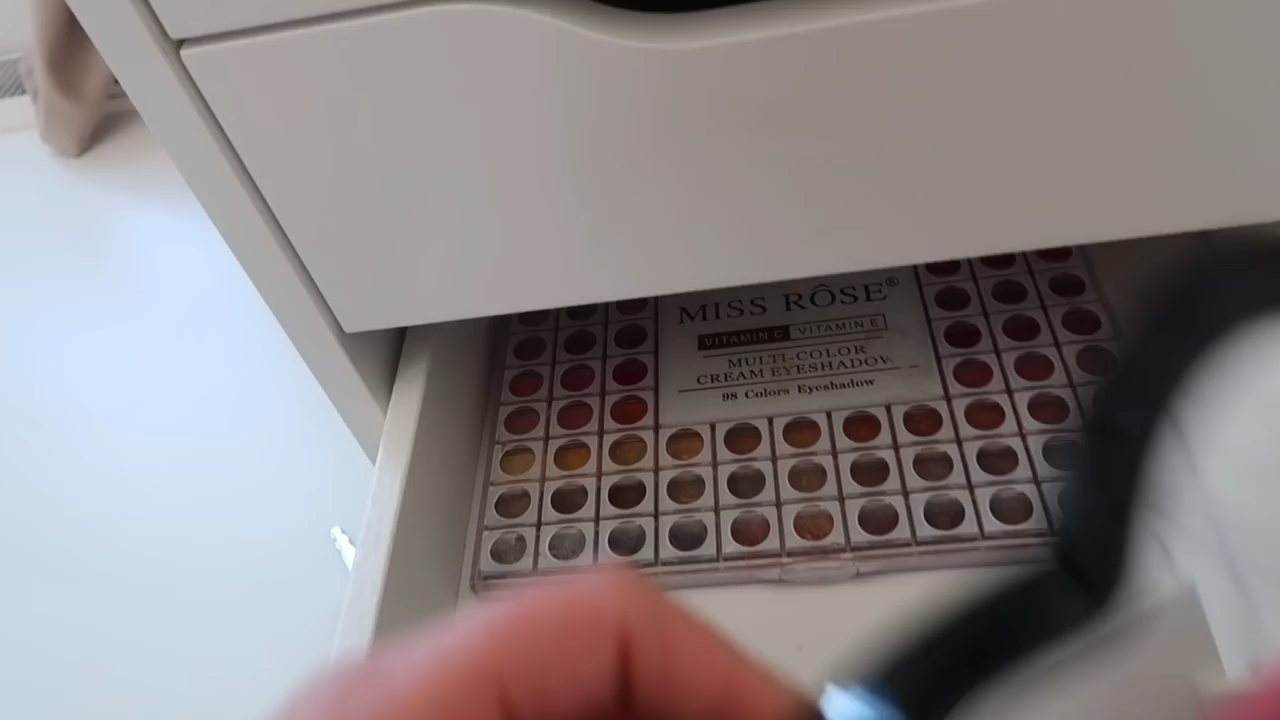 MISS RÔSE®
VITAMIN C VITAMIN E
MULTI-COLOR
CREAM EYESHADOW
98 Colors Eyeshadow